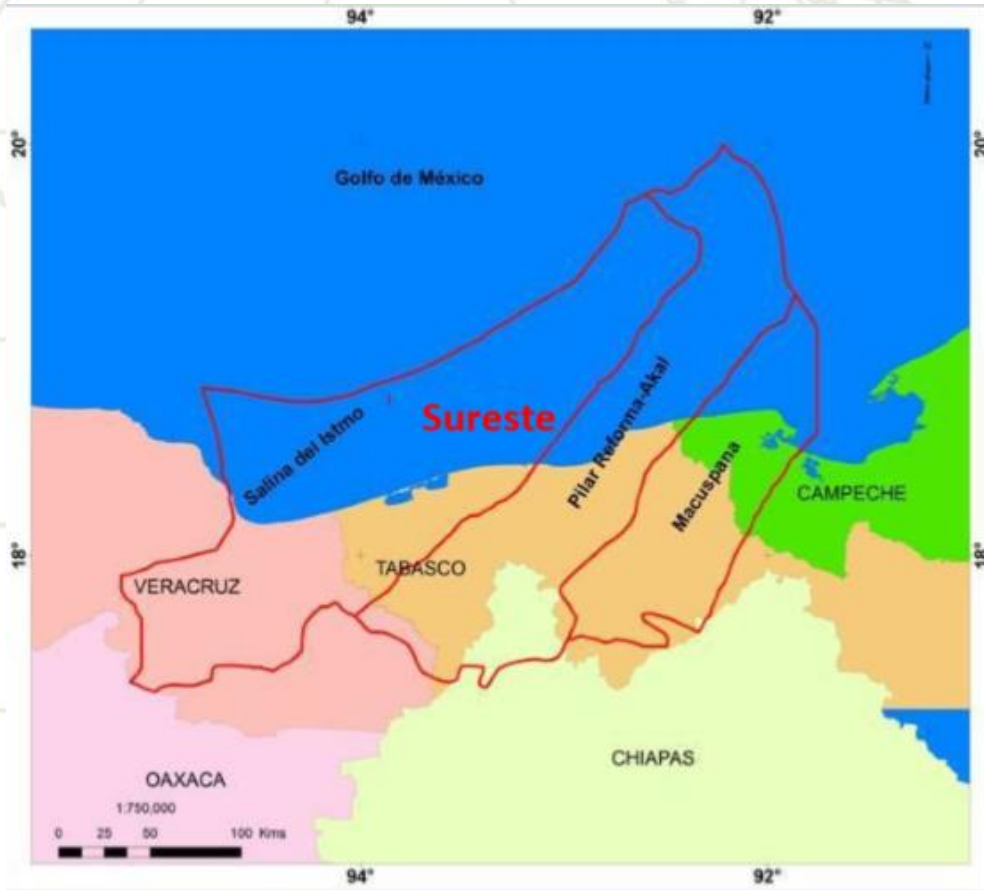 94°
92°
20°
20°
Golfo de México
Salina del Istmo
Sureste
Pilar Reforma-Akal
Macuspana
CAMPECHE
18°
18°
TABASCO
VERACRUZ
CHIAPAS
OAXACA
1:750,000
0 25 50 100 Kms
94°
92°